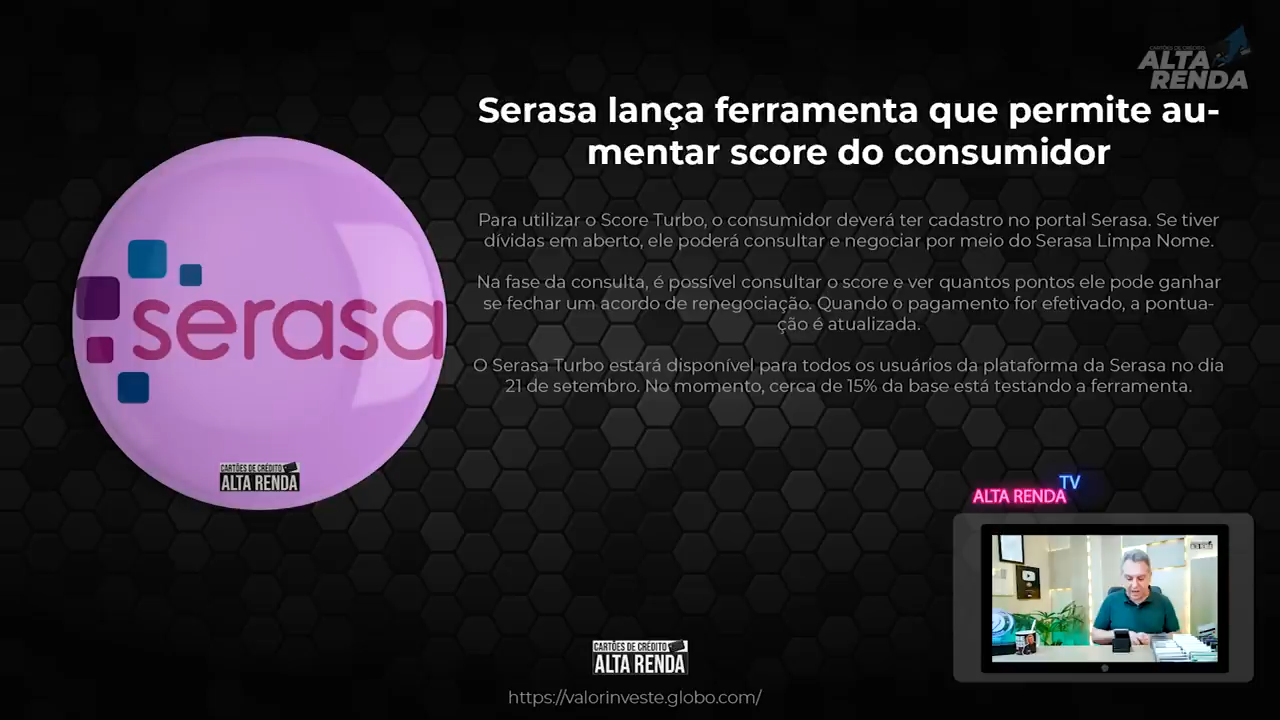 CARTÕES DE CRÉDITO
ALTA
RENDA
Serasa lança ferramenta que permite au-
mentar score do consumidor
Para utilizar o Score Turbo, o consumidor deverá ter cadastro no portal Serasa. Se tiver
dívidas em aberto, ele poderá consultar e negociar por meio do Serasa Limpa Nome.
Na fase da consulta, é possível consultar o score e ver quantos pontos ele pode ganhar
se fechar um acordo de renegociação. Quando o pagamento for efetivado, a pontua-
ção é atualizada.
O Serasa Turbo estará disponível para todos os usuários da plataforma da Serasa no dia
21 de setembro. No momento, cerca de 15% da base está testando a ferramenta.
serasa
CARTÕES DE CRÉDITO
ALTA RENDA
TV
ALTA RENDA
CARTÕES DE CRÉDITO
ALTA RENDA
https://valorinveste.globo.com/